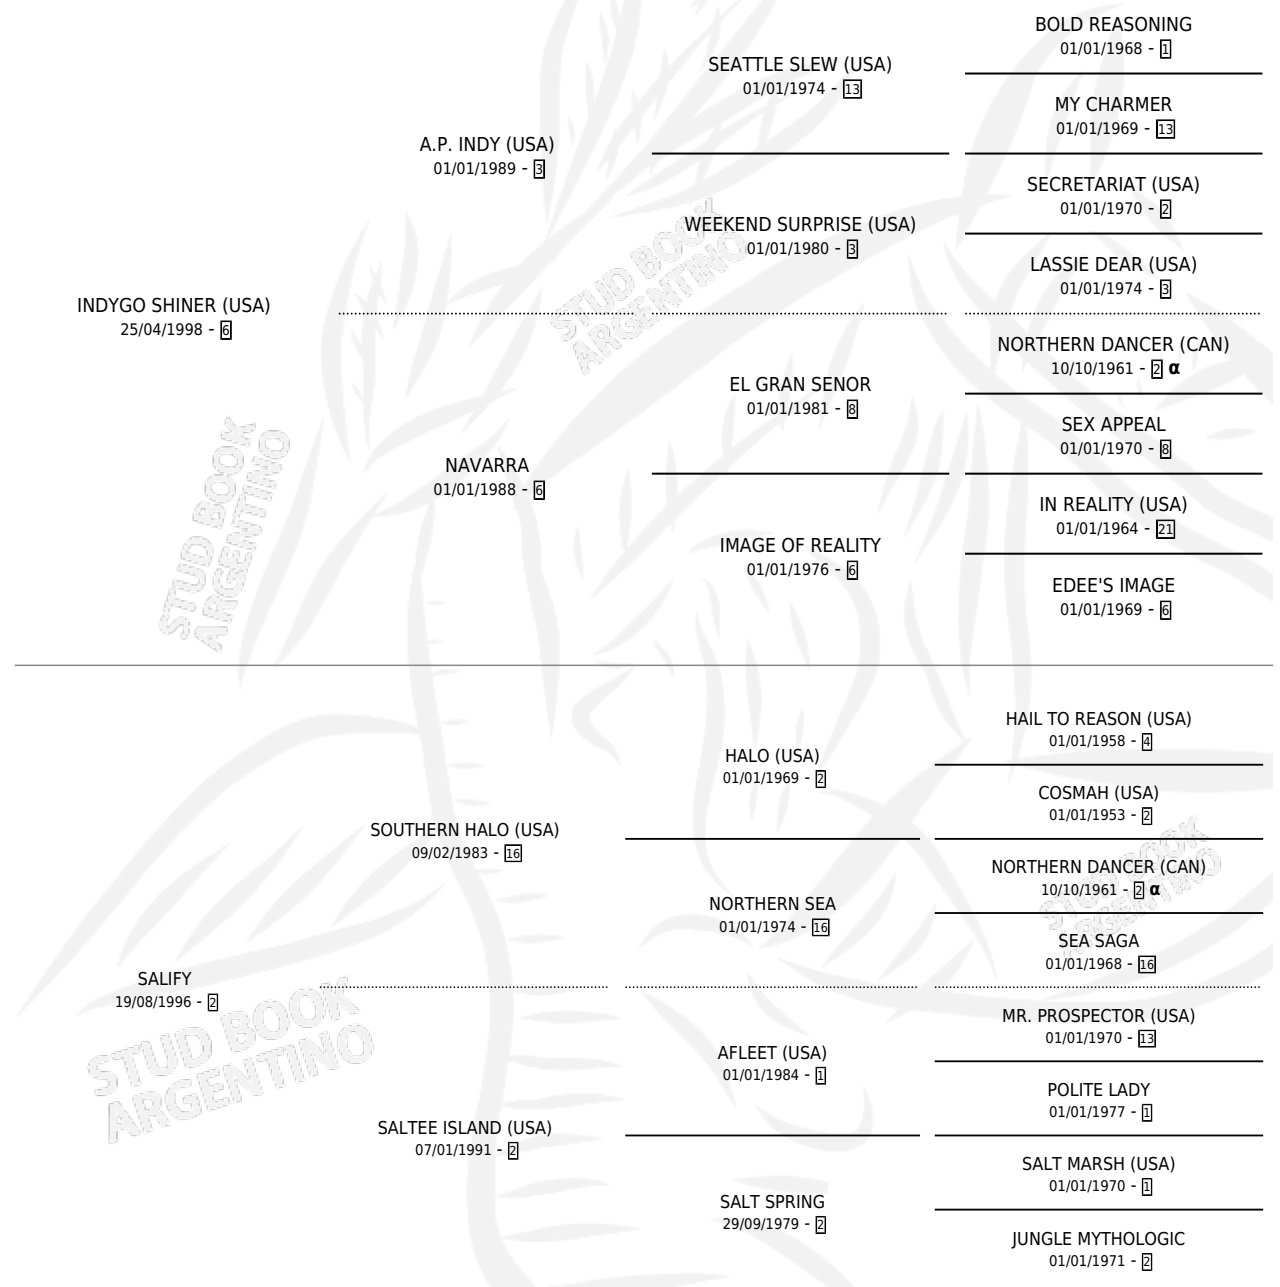 BOLD REASONING
01/01/1968 - 1
SEATTLE SLEW (USA)
01/01/1974 - 13
MY CHARMER
01/01/1969 - 13
A.P. INDY (USA)
01/01/1989 - 3
SECRETARIAT (USA)
01/01/1970 - 2
WEEKEND SURPRISE (USA)
01/01/1980 - 3
LASSIE DEAR (USA)
01/01/1974 - 3
INDYGO SHINER (USA)
25/04/1998 - 6
NORTHERN DANCER (CAN)
10/10/1961 - 2 α
EL GRAN SENOR
01/01/1981 - 8
SEX APPEAL
01/01/1970 - 8
NAVARRA
01/01/1988 - 6
IN REALITY (USA)
01/01/1964 - 21
IMAGE OF REALITY
01/01/1976 - 6
EDEE'S IMAGE
01/01/1969 - 6
HAIL TO REASON (USA)
01/01/1958 - 4
HALO (USA)
01/01/1969 - 2
COSMAH (USA)
01/01/1953 - 2
SOUTHERN HALO (USA)
09/02/1983 - 16
NORTHERN DANCER (CAN)
10/10/1961 - 2 α
NORTHERN SEA
01/01/1974 - 16
SEA SAGA
01/01/1968 - 16
SALIFY
19/08/1996 - 2
MR. PROSPECTOR (USA)
01/01/1970 - 13
AFLEET (USA)
01/01/1984 - 1
POLITE LADY
01/01/1977 - 1
SALTEE ISLAND (USA)
07/01/1991 - 2
SALT MARSH (USA)
01/01/1970 - 1
SALT SPRING
29/09/1979 - 2
JUNGLE MYTHOLOGIC
01/01/1971 - 2
STUD BOOK
ARGENTINO
STUD BOOK
ARGENTINO
STUD BOOK
ARGENTINO
STUD BOOK
ARGENTINO